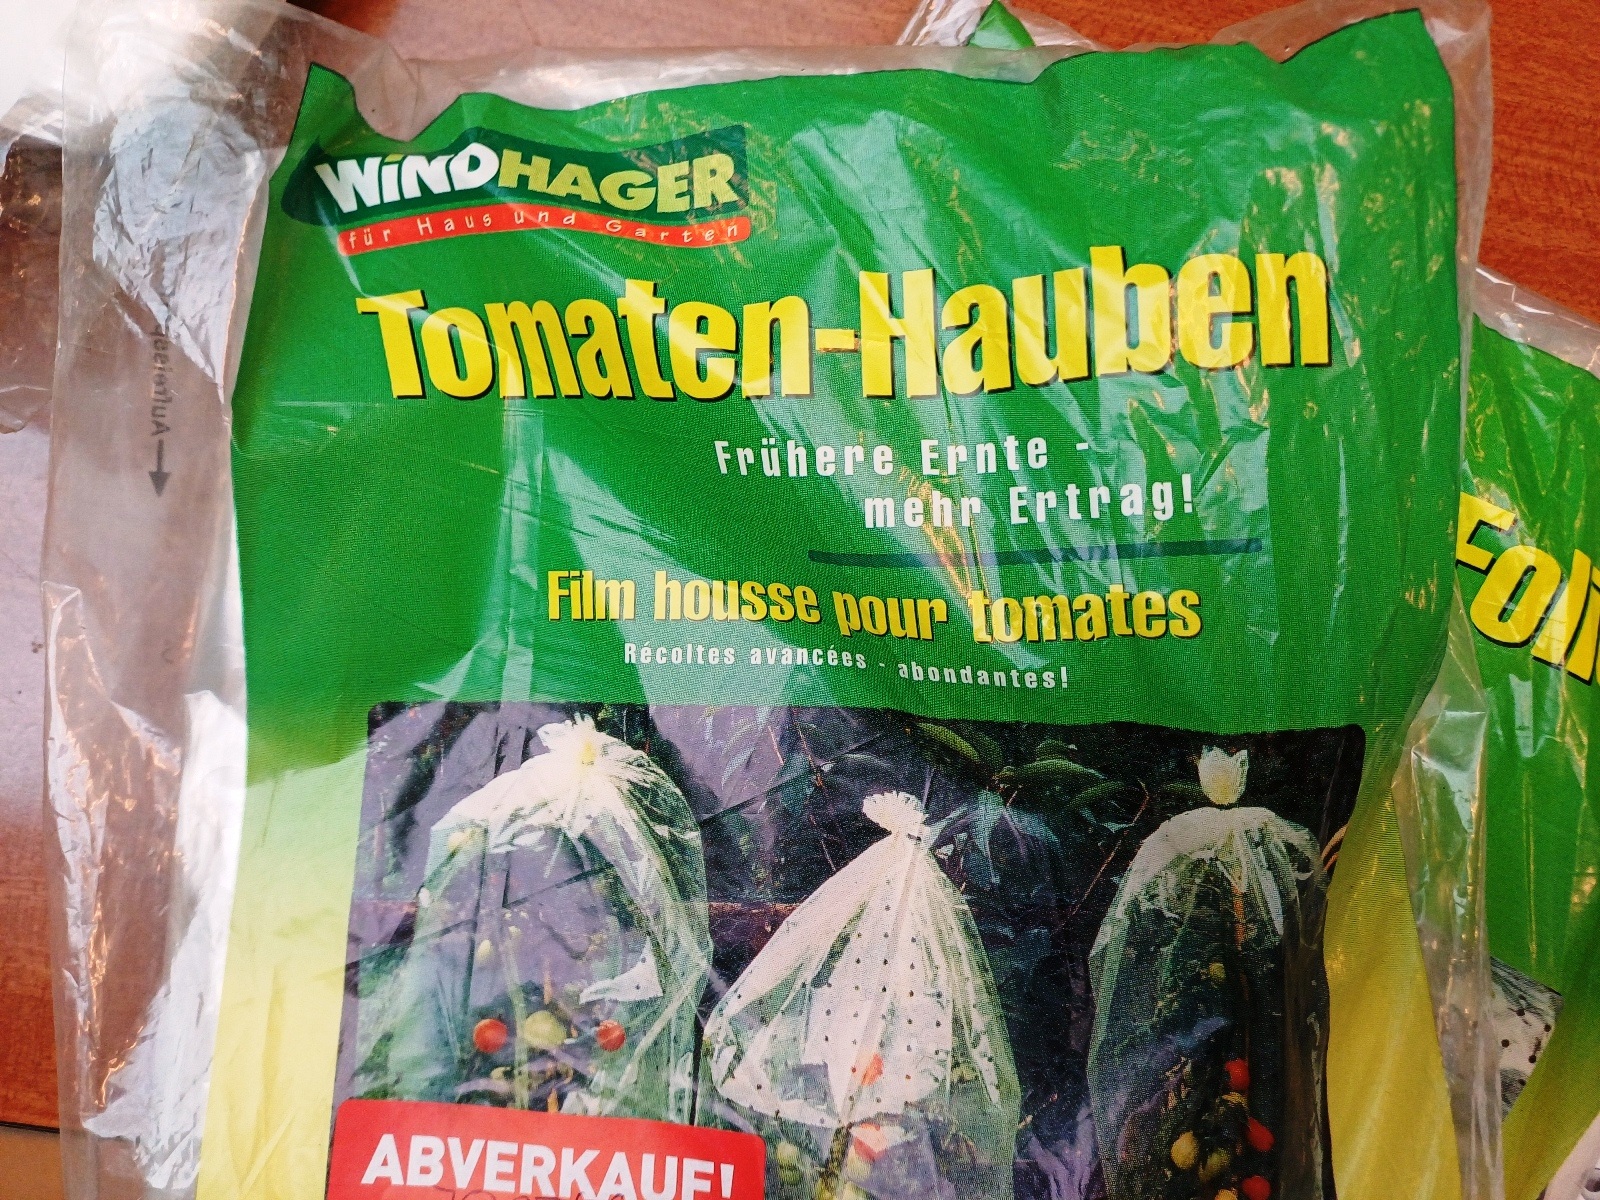 WINDHAGER
für Haus und Garten
Tomaten-Hauben
Frühere Ernte -
mehr Ertrag!
Film housse pour tomates
Récoltes avancées - abondantes!
ABVERKAUF!